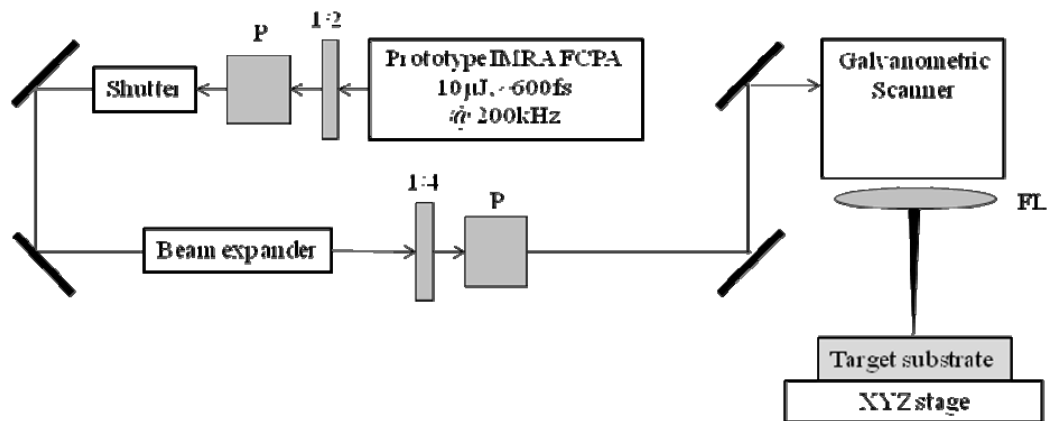 1:2
P
Prototype IMRA FCPA
10μJ, ~600fs
@ 200kHz
Shutter
Galvanometric
Scanner
1:4
P
FL
Beam expander
Target substrate
XYZ stage